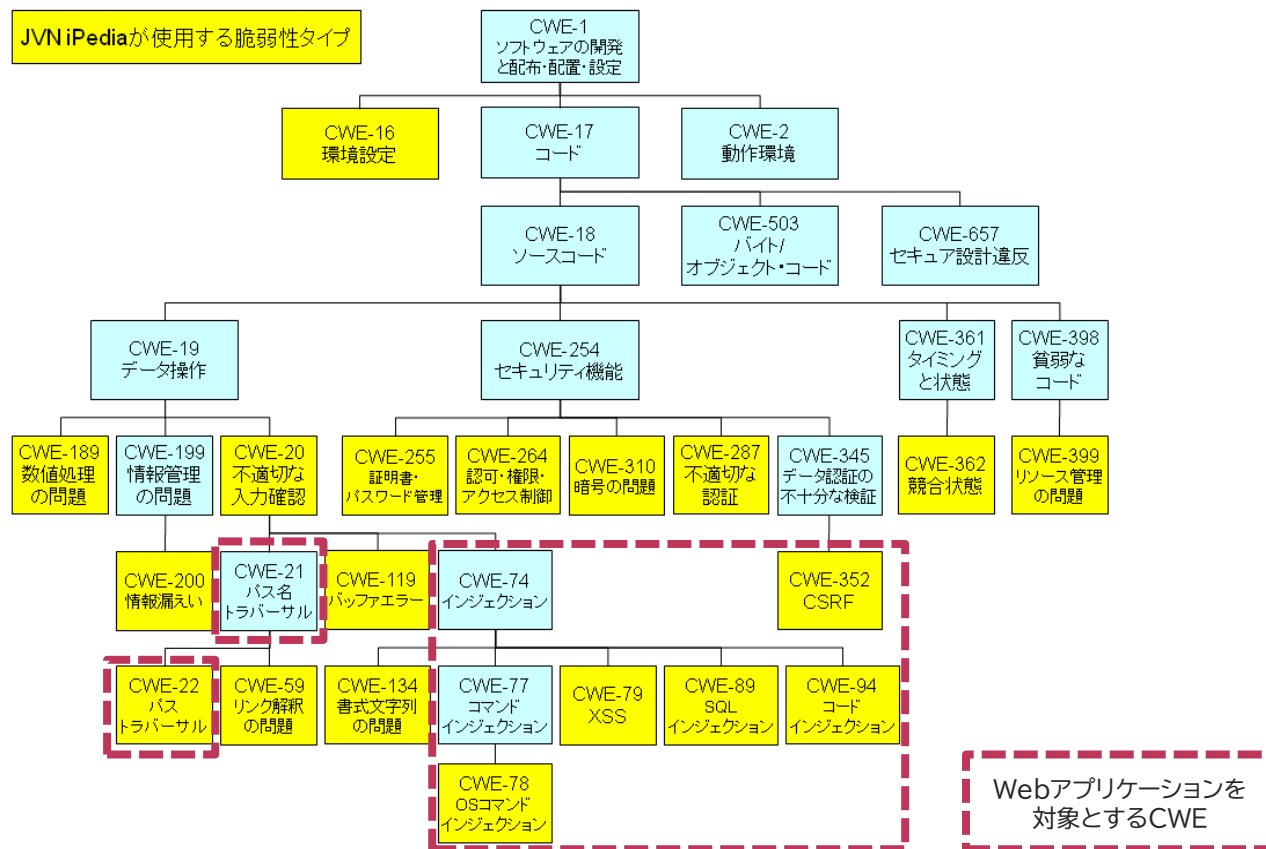 JVN iPediaが使用する脆弱性タイプ
CWE-1
ソフトウェアの開発
と配布・配置・設定
CWE-16
環境設定
CWE-17
コード
CWE-2
動作環境
CWE-18
ソースコード
CWE-503
バイト/
オブジェクト・コード
CWE-657
セキュア設計違反
CWE-19
データ操作
CWE-254
セキュリティ機能
CWE-361
タイミング
と状態
CWE-398
貧弱な
コード
CWE-189
数値処理
の問題
CWE-199
情報管理
の問題
CWE-20
不適切な
入力確認
CWE-255
証明書・
パスワード管理
CWE-264
認可・権限・
アクセス制御
CWE-310
暗号の問題
CWE-287
不適切な
認証
CWE-345
データ認証の
不十分な検証
CWE-362
競合状態
CWE-399
リソース管理
の問題
CWE-200
情報漏えい
CWE-21
パス名
トラバーサル
CWE-119
バッファエラー
CWE-74
インジェクション
CWE-352
CSRF
CWE-22
パス
トラバーサル
CWE-59
リンク解釈
の問題
CWE-134
書式文字列
の問題
CWE-77
コマンド
インジェクション
CWE-79
XSS
CWE-89
SQL
インジェクション
CWE-94
コード
インジェクション
CWE-78
OSコマンド
インジェクション
Webアプリケーションを
対象とするCWE